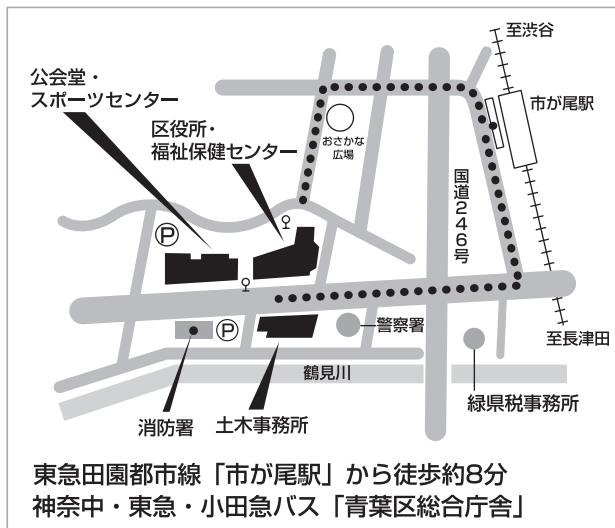 至渋谷
公会堂・
スポーツセンター
市が尾駅
区役所・
福祉保健センター
おさかな
広場
国道246号
P
P
警察署
至長津田
鶴見川
緑県税事務所
消防署
土木事務所
東急田園都市線「市が尾駅」から徒歩約8分
神奈中・東急・小田急バス「青葉区総合庁舎」